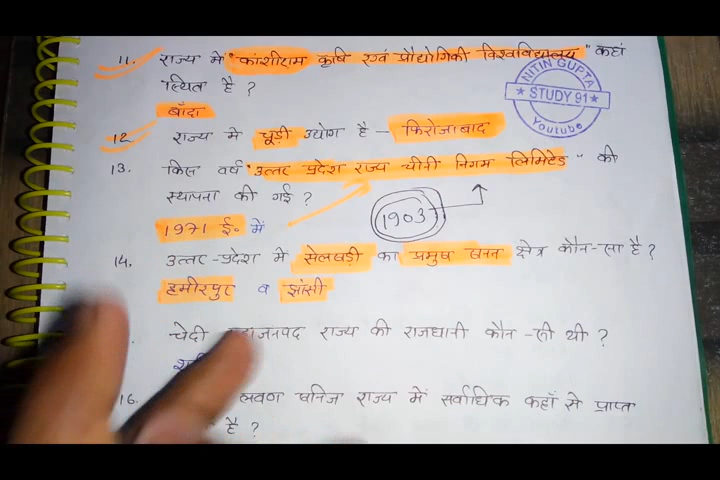 11. राज्य में "कांशीराम कृषि एवं प्रौद्योगिकी विश्वविद्यालय" कहां
स्थित है ?
बाँदा
NITIN GUPTA
★ STUDY 91 ★
Youtube
12. राज्य में चूड़ी उद्योग है – फिरोजाबाद
13. किस वर्ष "उत्तर प्रदेश राज्य चीनी निगम लिमिटेड" की
स्थापना की गई ?
1903
1971 ई० में
14. उत्तर-प्रदेश में सेलखड़ी का प्रमुख खनन क्षेत्र कौन-सा है ?
हमीरपुर व झांसी
चेदी महाजनपद राज्य की राजधानी कौन-सी थी ?
16. लवण खनिज राज्य में सर्वाधिक कहाँ से प्राप्त
है ?